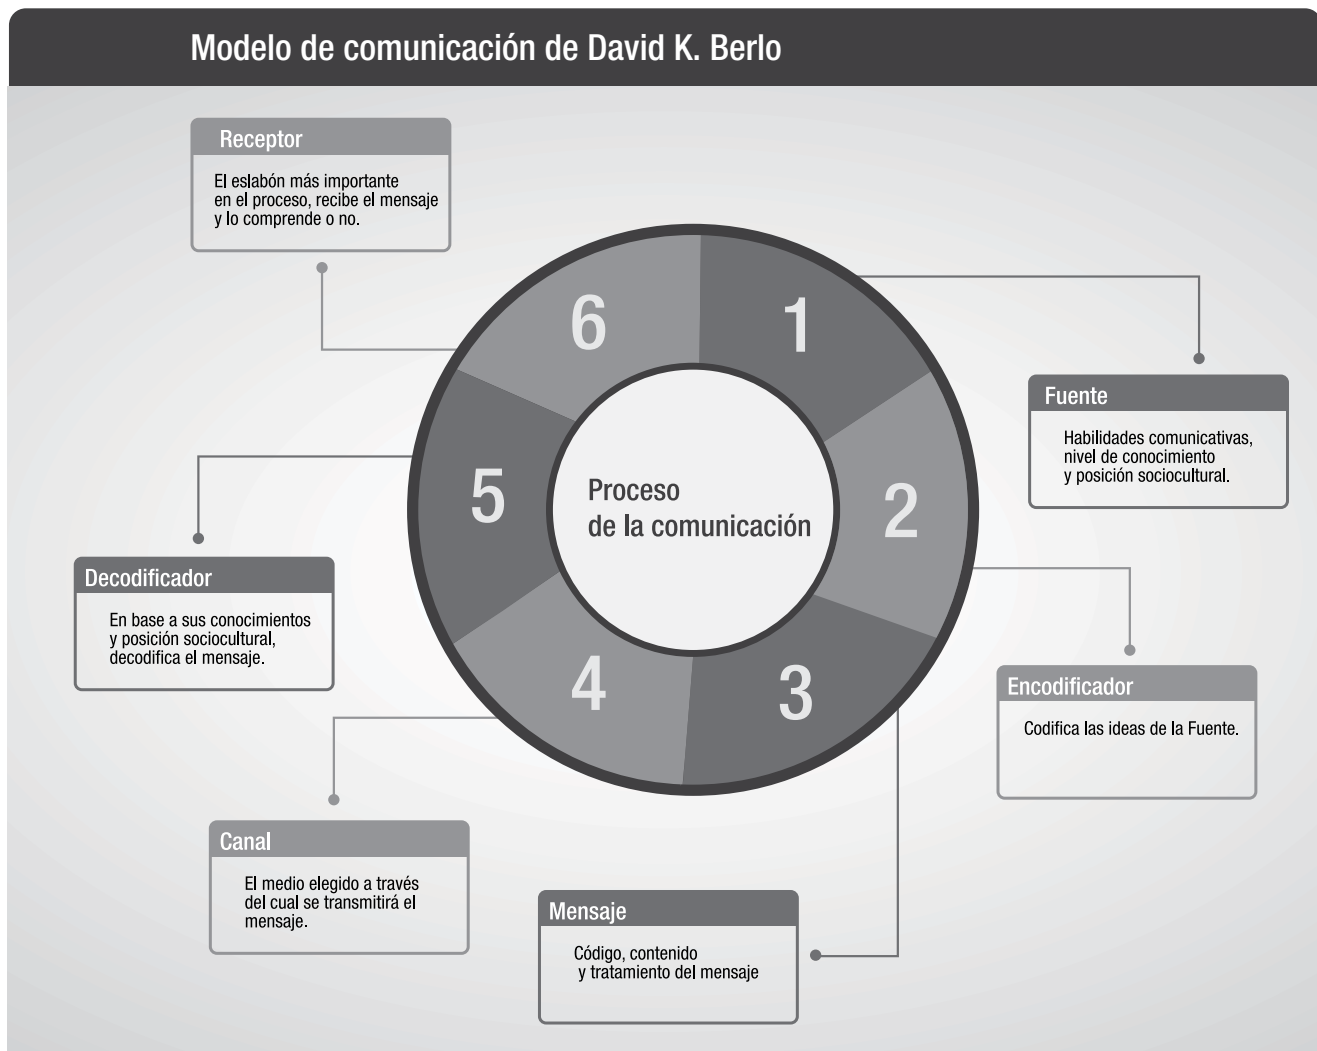 Modelo de comunicación de David K. Berlo
Receptor
El eslabón más importante
en el proceso, recibe el mensaje
y lo comprende o no.
6
1
Fuente
Habilidades comunicativas,
nivel de conocimiento
y posición sociocultural.
5
Proceso
de la comunicación
2
Decodificador
En base a sus conocimientos
y posición sociocultural,
decodifica el mensaje.
4
3
Encodificador
Codifica las ideas de la Fuente.
Canal
El medio elegido a través
del cual se transmitirá el
mensaje.
Mensaje
Código, contenido
y tratamiento del mensaje